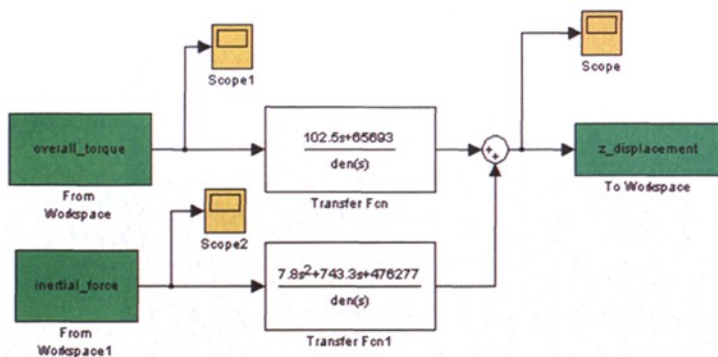 Scope1
Scope
overall_torque
102.5s+65693
den(s)
z_displacement
From
Workspace
Transfer Fcn
To Workspace
Scope2
inertial_force
7.8s²+743.3s+476277
den(s)
From
Workspace1
Transfer Fcn1